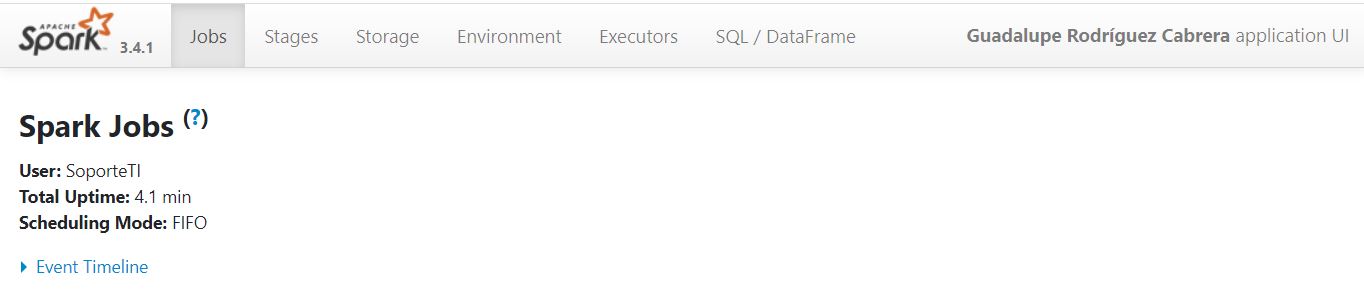 APACHE
Spark 3.4.1 Jobs Stages Storage Environment Executors SQL / DataFrame Guadalupe Rodríguez Cabrera application UI
Spark Jobs (?)
User: SoporteTI
Total Uptime: 4.1 min
Scheduling Mode: FIFO
Event Timeline